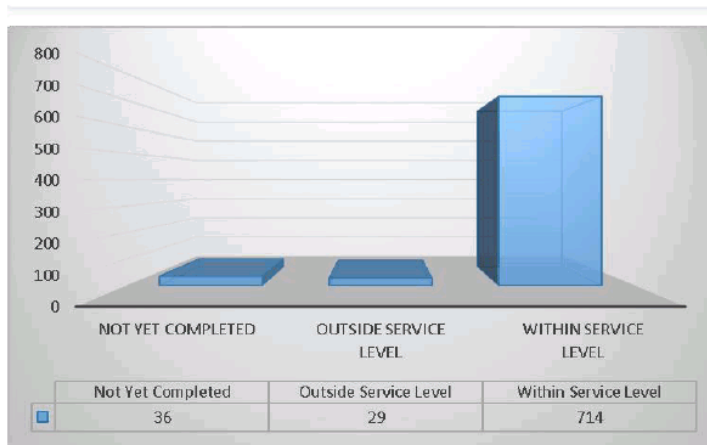 800
700
600
500
400
300
200
100
0
NOT YET COMPLETED
OUTSIDE SERVICE
LEVEL
WITHIN SERVICE
LEVEL
Not Yet Completed Outside Service Level Within Service Level
36 29 714